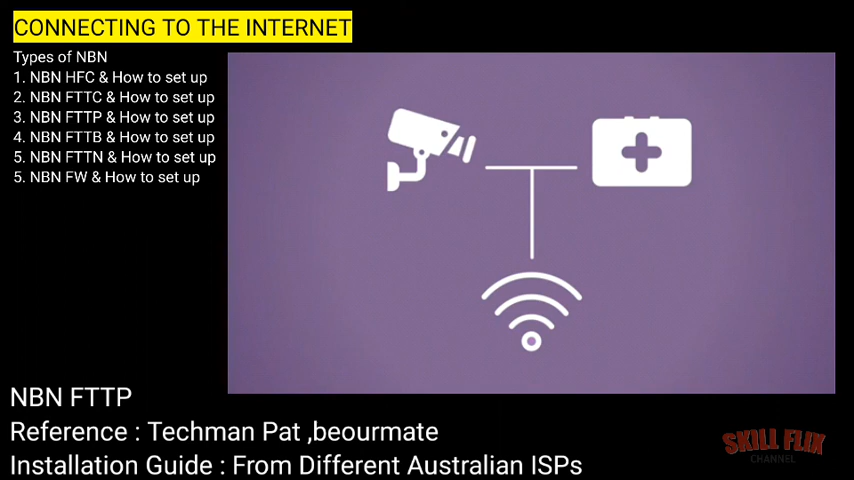 CONNECTING TO THE INTERNET
Types of NBN
1. NBN HFC & How to set up
2. NBN FTTC & How to set up
3. NBN FTTP & How to set up
4. NBN FTTB & How to set up
5. NBN FTTN & How to set up
5. NBN FW & How to set up
NBN FTTP
Reference : Techman Pat ,beourmate
Installation Guide : From Different Australian ISPs
SKILL FLIX
CHANNEL